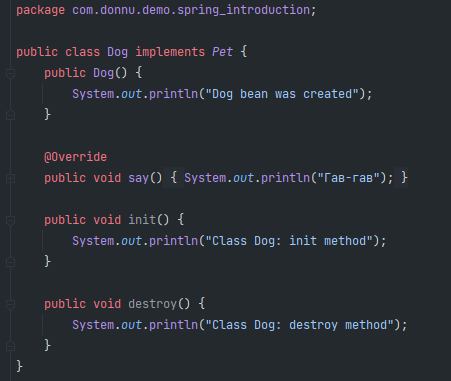 package com.donnu.demo.spring_introduction;
public class Dog implements Pet {
public Dog() {
System.out.println("Dog bean was created");
}
@Override
public void say() { System.out.println("Гав-гав"); }
public void init() {
System.out.println("Class Dog: init method");
}
public void destroy() {
System.out.println("Class Dog: destroy method");
}
}